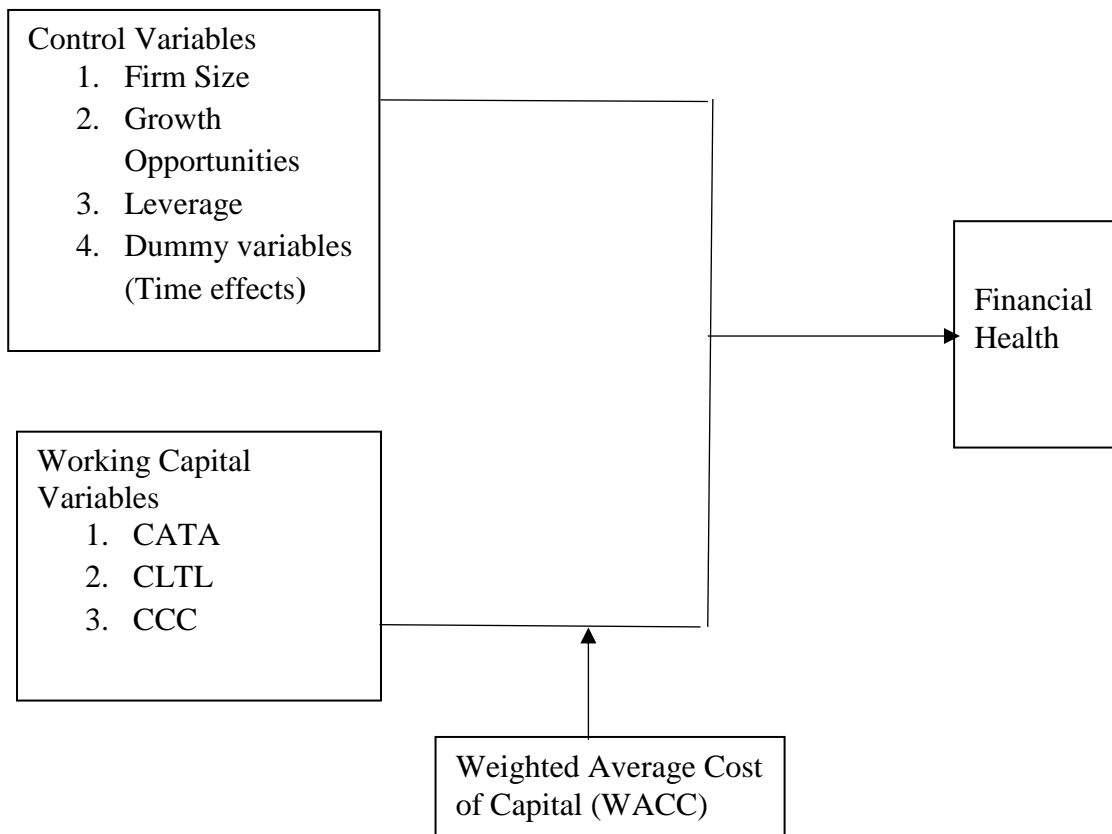 Control Variables
1. Firm Size
2. Growth
Opportunities
3. Leverage
4. Dummy variables
(Time effects)
Financial
Health
Working Capital
Variables
1. CATA
2. CLTL
3. CCC
Weighted Average Cost
of Capital (WACC)